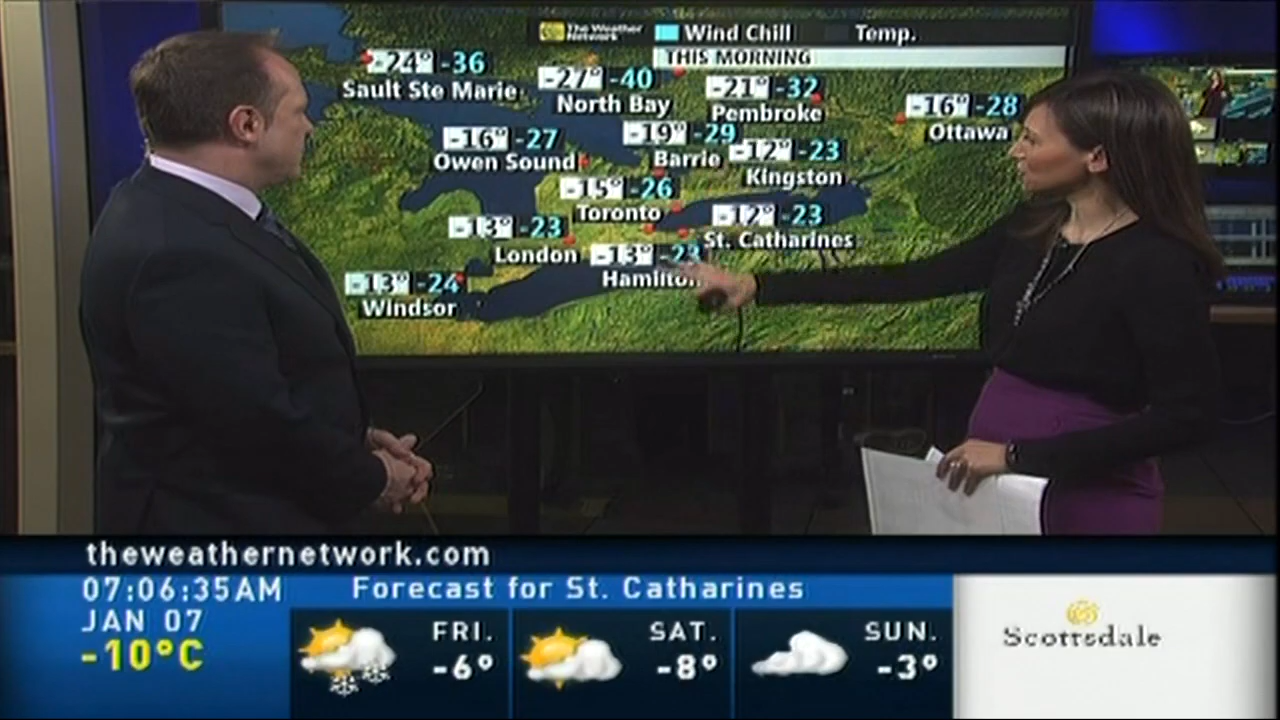 The Weather Network
Wind Chill
Temp.
THIS MORNING
-24° -36
Sault Ste Marie
-27° -40
North Bay
-21° -32
Pembroke
-16° -28
Ottawa
-16° -27
Owen Sound
-19° -29
Barrie
-12° -23
Kingston
-15° -26
Toronto
-13° -23
London
-12° -23
St. Catharines
-13° -23
Hamilton
-13° -24
Windsor
theweathernetwork.com
07:06:35AM
JAN 07
-10°C
Forecast for St. Catharines
FRI.
-6°
SAT.
-8°
SUN.
-3°
Scottsdale